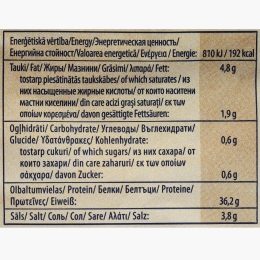 Enerģētiskā vērtība/Energy/Энергетическая ценность/
Енергийна стойност/Valoarea energetică/ Ενέργεια / Energie: 810 kJ / 192 kcal
Tauki/ Fat/ Жиры/ Мазнини/ Grăsimi/ Λιπαρά/ Fett: 4,8 g
tostarp piesātinātās taukskābes/ of which saturates / из
них насыщенные жирные кислоты/ от които наситени
мастни киселини/ din care acizi grași saturați/ εκ των
οποίων κορεσμένα/ davon gesättigte Fettsäuren: 1,9 g
Ogļhidrāti/ Carbohydrate/ Углеводы/ Въглехидрати/
Glucide/ Υδατάνθρακες/ Kohlenhydrate: 0,6 g
tostarp cukuri/ of which sugars/ из них сахара/ от
които захари/ din care zaharuri/ εκ των οποίων
σάκχαρα/ davon Zucker: 0,6 g
Olbaltumvielas/ Protein/ Белки/ Белтъци/ Proteine/
Πρωτεΐνες/ Eiweiß: 36,2 g
Sāls/ Salt/ Соль/ Сол/ Sare/ Αλάτι/ Salz: 3,8 g